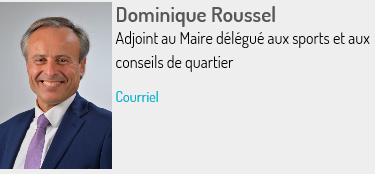 Dominique Roussel
Adjoint au Maire délégué aux sports et aux
conseils de quartier
Courriel